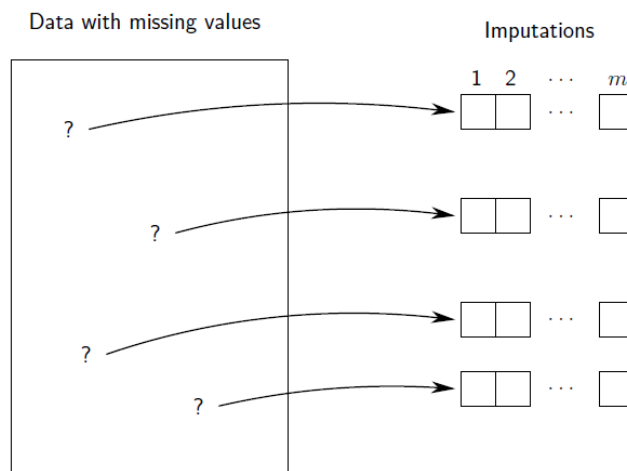 Data with missing values
Imputations
1 2 ··· m
? ···
? ···
? ···
? ···